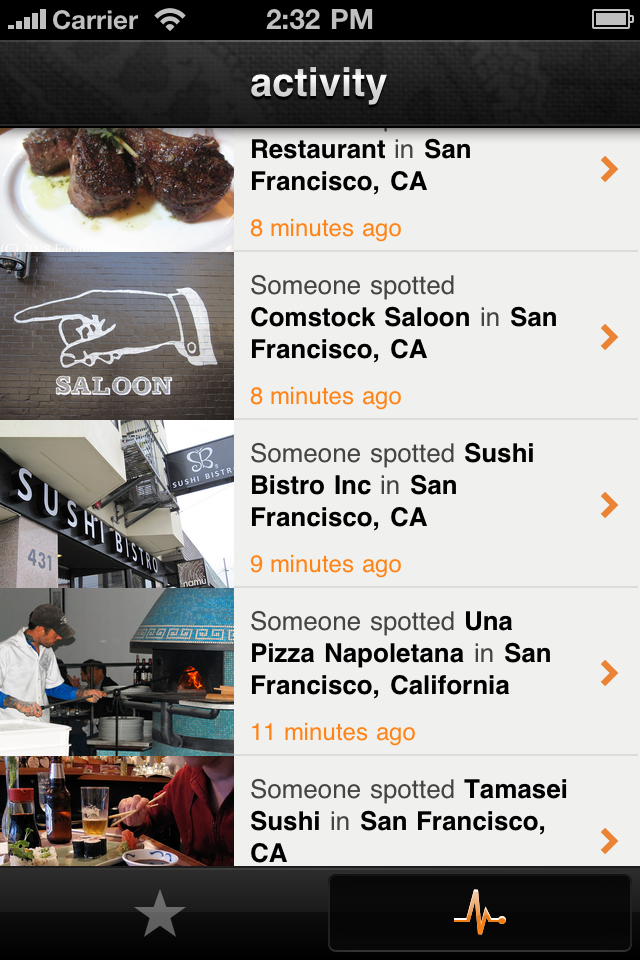 Carrier 2:32 PM
activity
Restaurant in San
Francisco, CA
8 minutes ago
Someone spotted
Comstock Saloon in San
Francisco, CA
8 minutes ago
SALOON
Someone spotted Sushi
Bistro Inc in San
Francisco, CA
9 minutes ago
SB
SUSHI BISTRO
SUSHI BISTRO
431
namu
Someone spotted Una
Pizza Napoletana in San
Francisco, California
11 minutes ago
Someone spotted Tamasei
Sushi in San Francisco,
CA